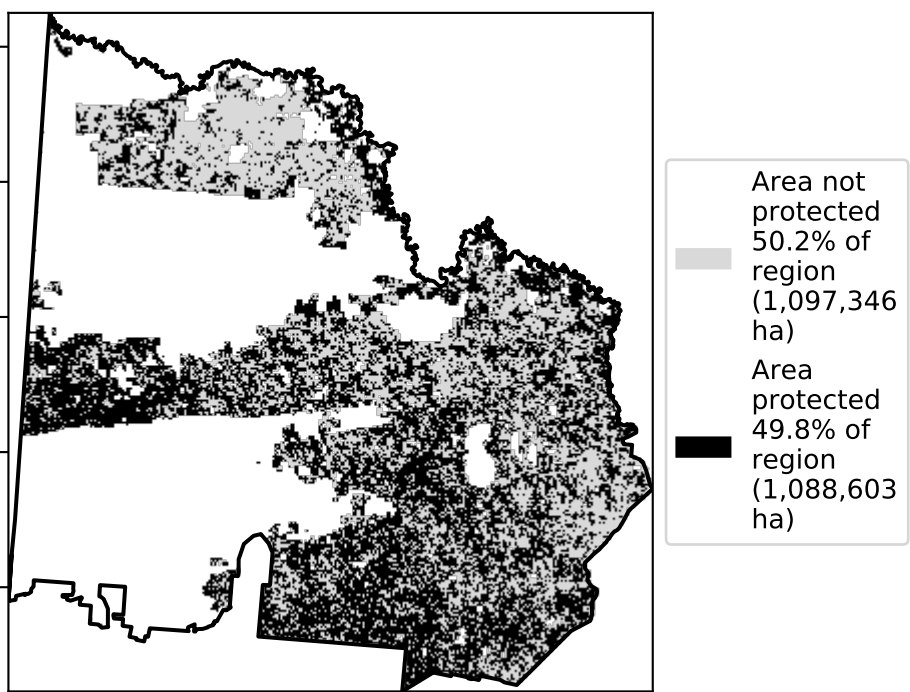 Area not
protected
50.2% of
region
(1,097,346
ha)
Area
protected
49.8% of
region
(1,088,603
ha)